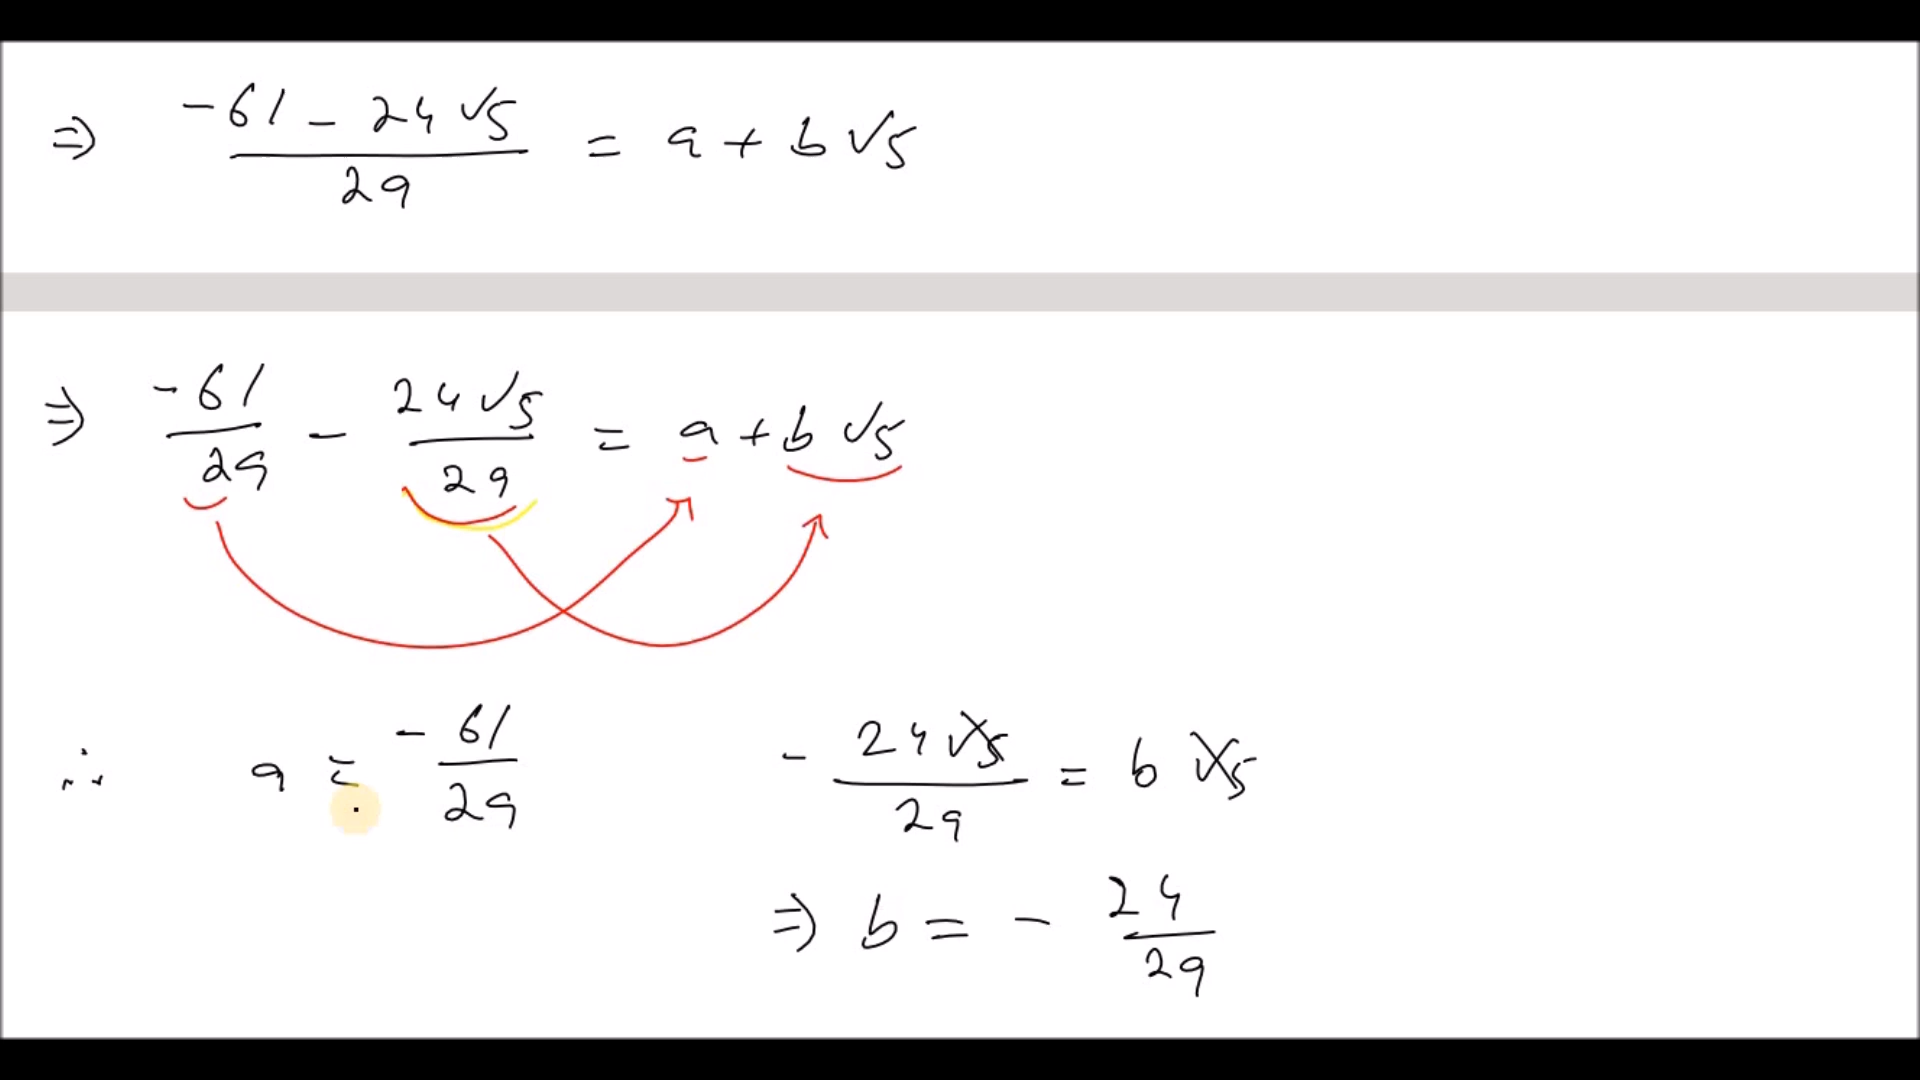 ⇒ (-61 - 24√5)/29 = a + b√5
⇒ -61/29 - 24√5/29 = a + b√5
∴ a = -61/29    - 24√5/29 = b√5
⇒ b = - 24/29